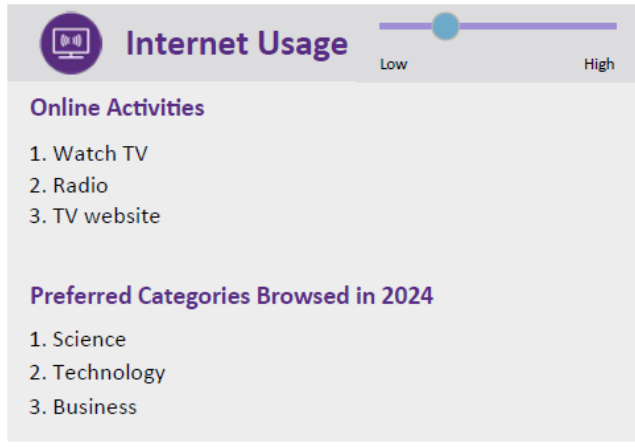 Internet Usage
Low
High
Online Activities
1. Watch TV
2. Radio
3. TV website
Preferred Categories Browsed in 2024
1. Science
2. Technology
3. Business